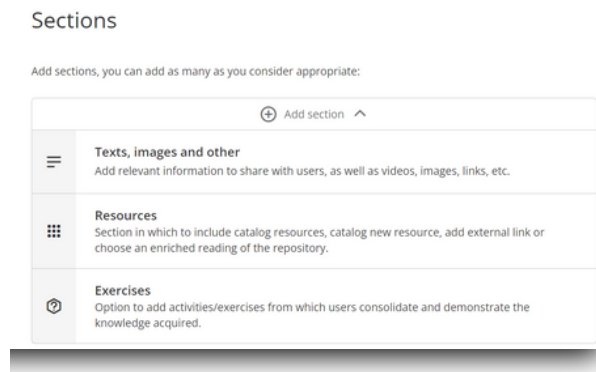 Sections
Add sections, you can add as many as you consider appropriate:
Add section
Texts, images and other
Add relevant information to share with users, as well as videos, images, links, etc.
Resources
Section in which to include catalog resources, catalog new resource, add external link or
choose an enriched reading of the repository.
Exercises
Option to add activities/exercises from which users consolidate and demonstrate the
knowledge acquired.